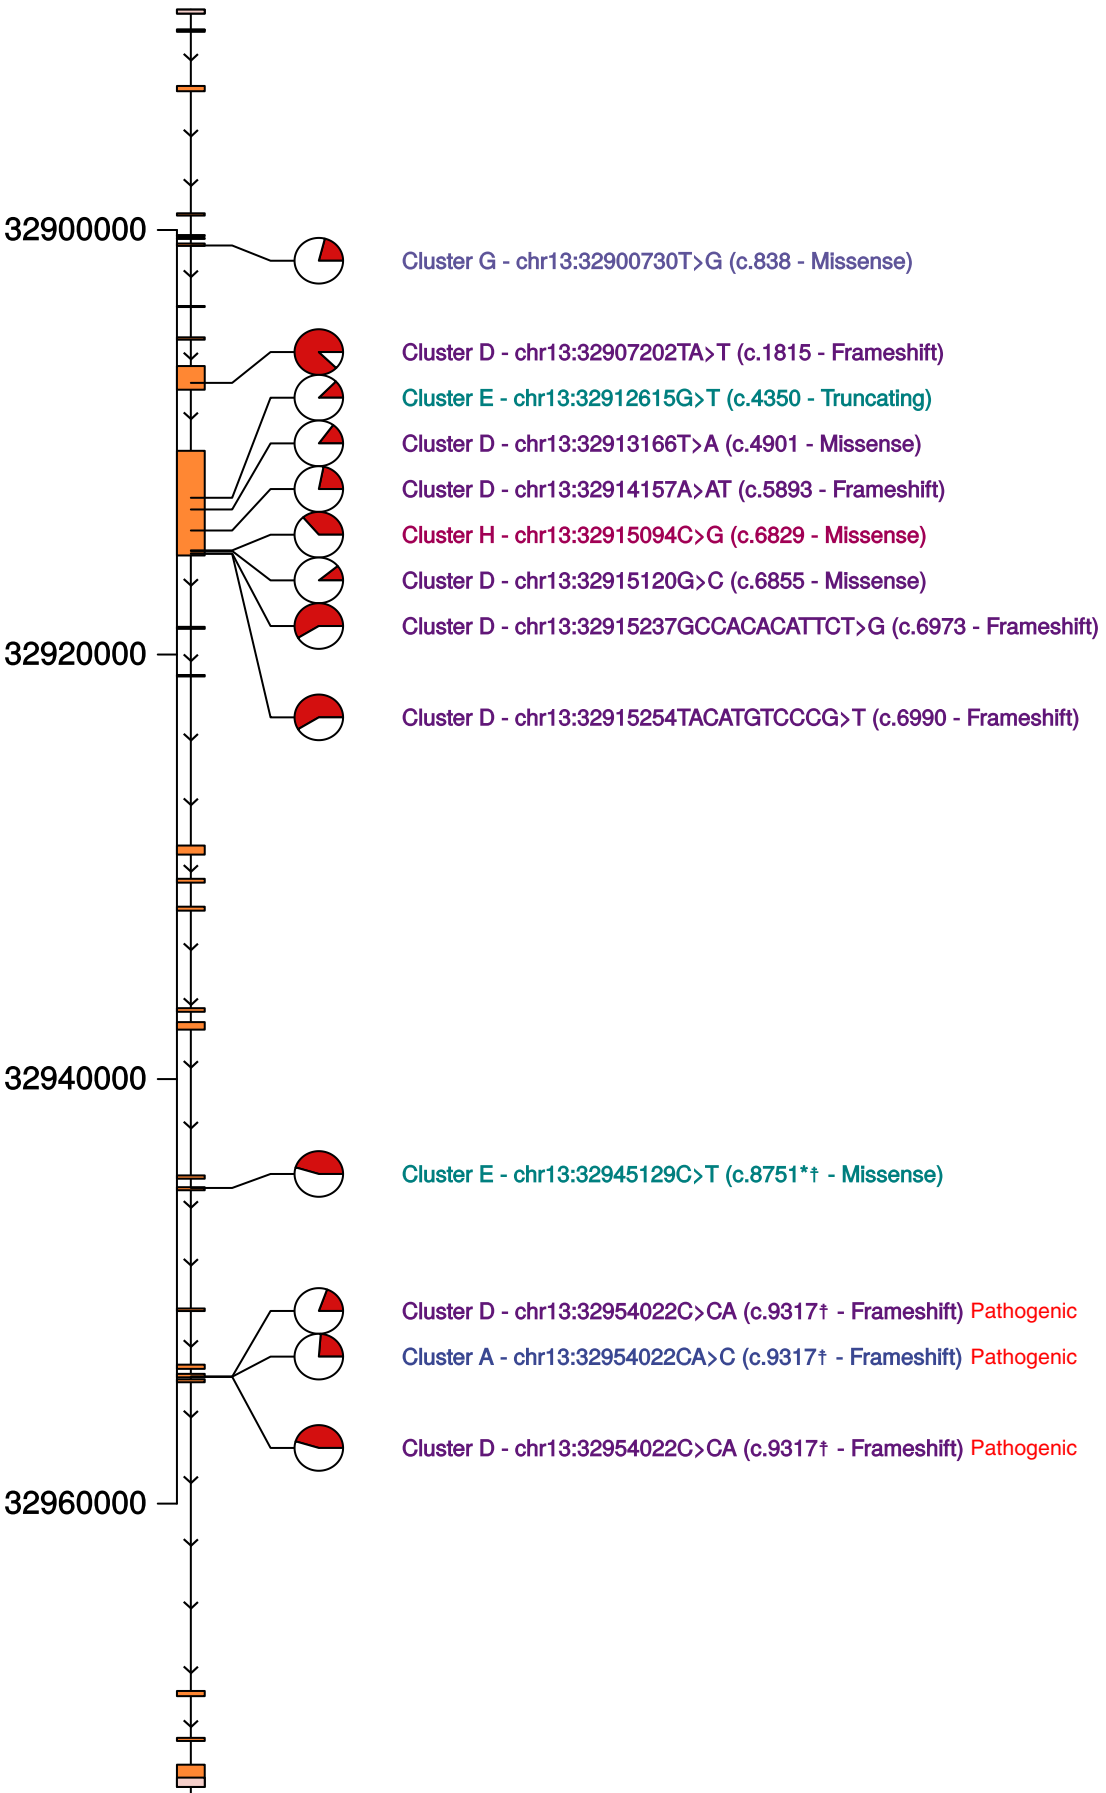 32900000
Cluster G - chr13:32900730T>G (c.838 - Missense)
Cluster D - chr13:32907202TA>T (c.1815 - Frameshift)
Cluster E - chr13:32912615G>T (c.4350 - Truncating)
Cluster D - chr13:32913166T>A (c.4901 - Missense)
Cluster D - chr13:32914157A>AT (c.5893 - Frameshift)
Cluster H - chr13:32915094C>G (c.6829 - Missense)
Cluster D - chr13:32915120G>C (c.6855 - Missense)
Cluster D - chr13:32915237GCCACACATTCT>G (c.6973 - Frameshift)
32920000
Cluster D - chr13:32915254TACATGTCCCG>T (c.6990 - Frameshift)
32940000
Cluster E - chr13:32945129C>T (c.8751*† - Missense)
Cluster D - chr13:32954022C>CA (c.9317† - Frameshift) Pathogenic
Cluster A - chr13:32954022CA>C (c.9317† - Frameshift) Pathogenic
Cluster D - chr13:32954022C>CA (c.9317† - Frameshift) Pathogenic
32960000